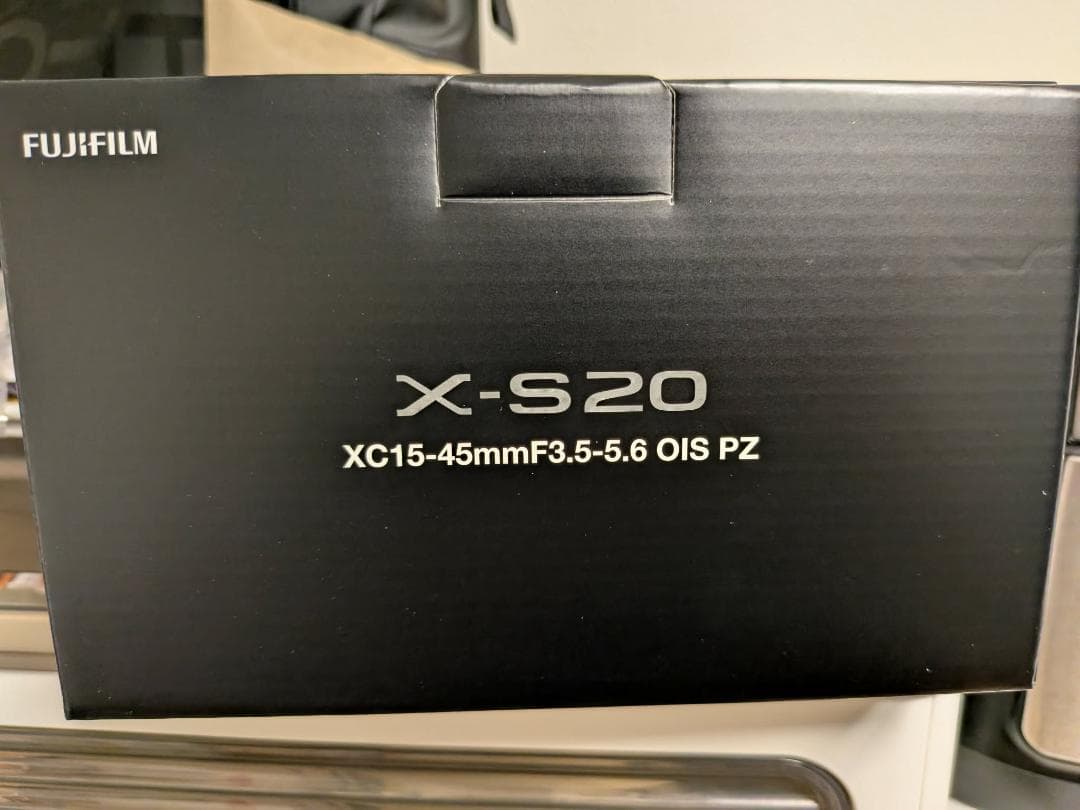 FUJIFILM
X-S20
XC15-45mmF3.5-5.6 OIS PZ